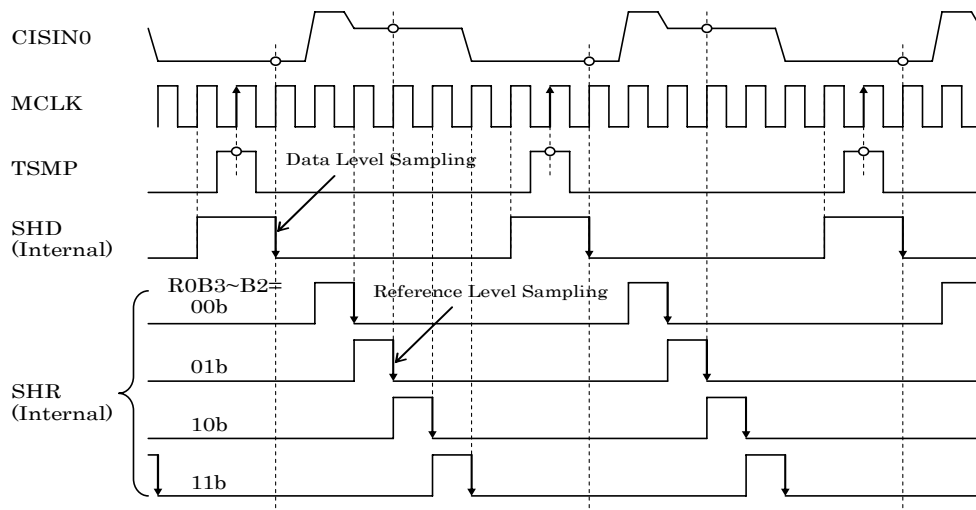 CISIN0
MCLK
TSMP
Data Level Sampling
SHD
(Internal)
R0B3~B2=
00b
Reference Level Sampling
01b
SHR
(Internal)
10b
11b